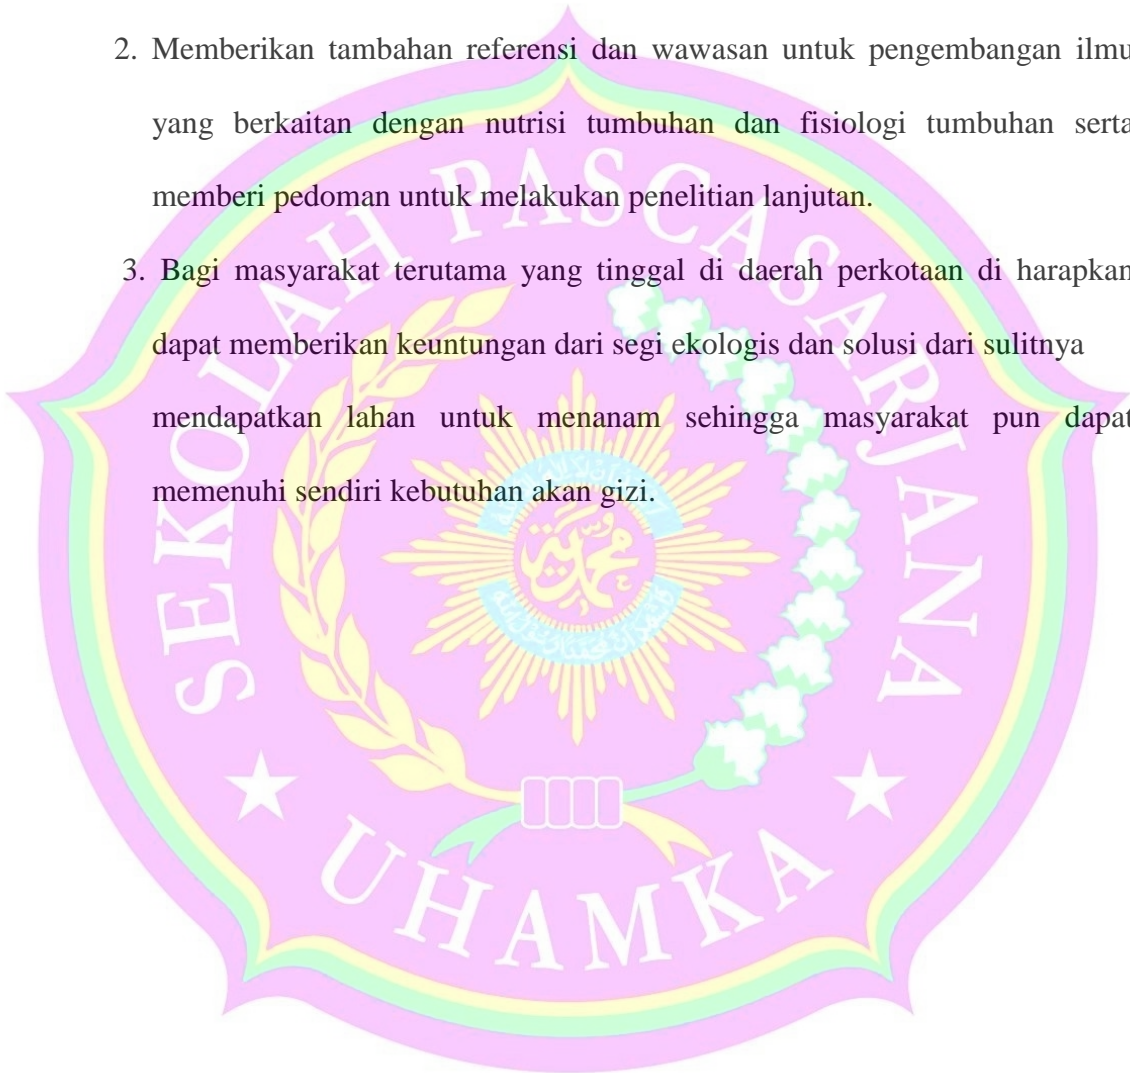 2. Memberikan tambahan referensi dan wawasan untuk pengembangan ilmu
yang berkaitan dengan nutrisi tumbuhan dan fisiologi tumbuhan serta
memberi pedoman untuk melakukan penelitian lanjutan.
3. Bagi masyarakat terutama yang tinggal di daerah perkotaan di harapkan
dapat memberikan keuntungan dari segi ekologis dan solusi dari sulitnya
mendapatkan lahan untuk menanam sehingga masyarakat pun dapat
memenuhi sendiri kebutuhan akan gizi.
SEKOLAH PASCASARJANA
محمدية
UHAMKA